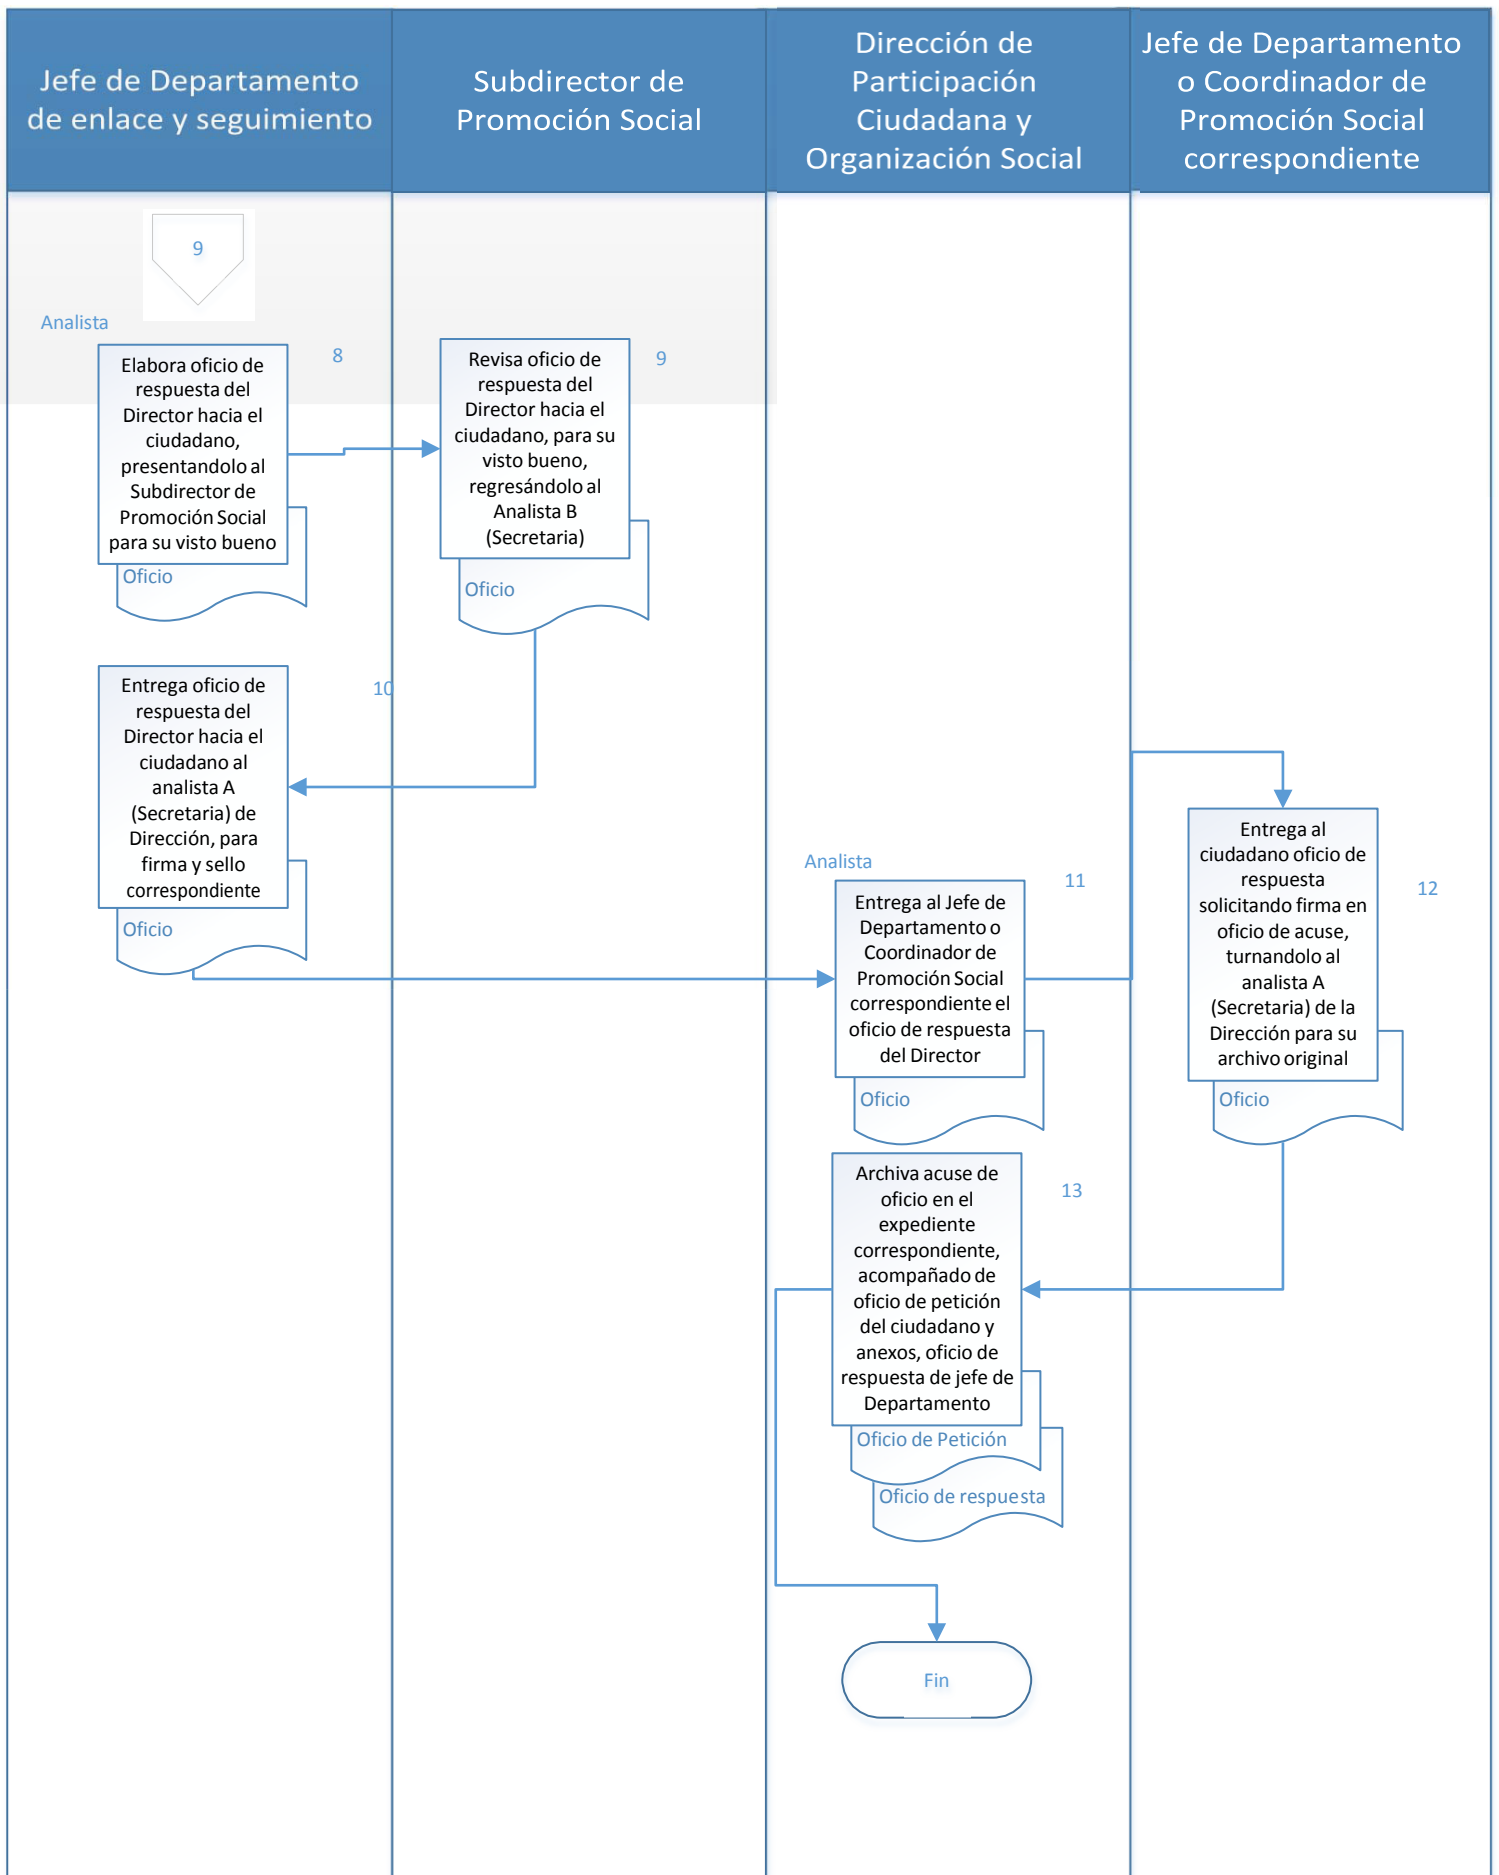 Jefe de Departamento
de enlace y seguimiento
Subdirector de
Promoción Social
Dirección de
Participación
Ciudadana y
Organización Social
Jefe de Departamento
o Coordinador de
Promoción Social
correspondiente
9
Analista
8
Elabora oficio de
respuesta del
Director hacia el
ciudadano,
presentandolo al
Subdirector de
Promoción Social
para su visto bueno
Oficio
9
Revisa oficio de
respuesta del
Director hacia el
ciudadano, para su
visto bueno,
regresándolo al
Analista B
(Secretaria)
Oficio
10
Entrega oficio de
respuesta del
Director hacia el
ciudadano al
analista A
(Secretaria) de
Dirección, para
firma y sello
correspondiente
Oficio
Analista
11
Entrega al Jefe de
Departamento o
Coordinador de
Promoción Social
correspondiente el
oficio de respuesta
del Director
Oficio
12
Entrega al
ciudadano oficio de
respuesta
solicitando firma en
oficio de acuse,
turnandolo al
analista A
(Secretaria) de la
Dirección para su
archivo original
Oficio
13
Archiva acuse de
oficio en el
expediente
correspondiente,
acompañado de
oficio de petición
del ciudadano y
anexos, oficio de
respuesta de jefe de
Departamento
Oficio de Petición
Oficio de respuesta
Fin